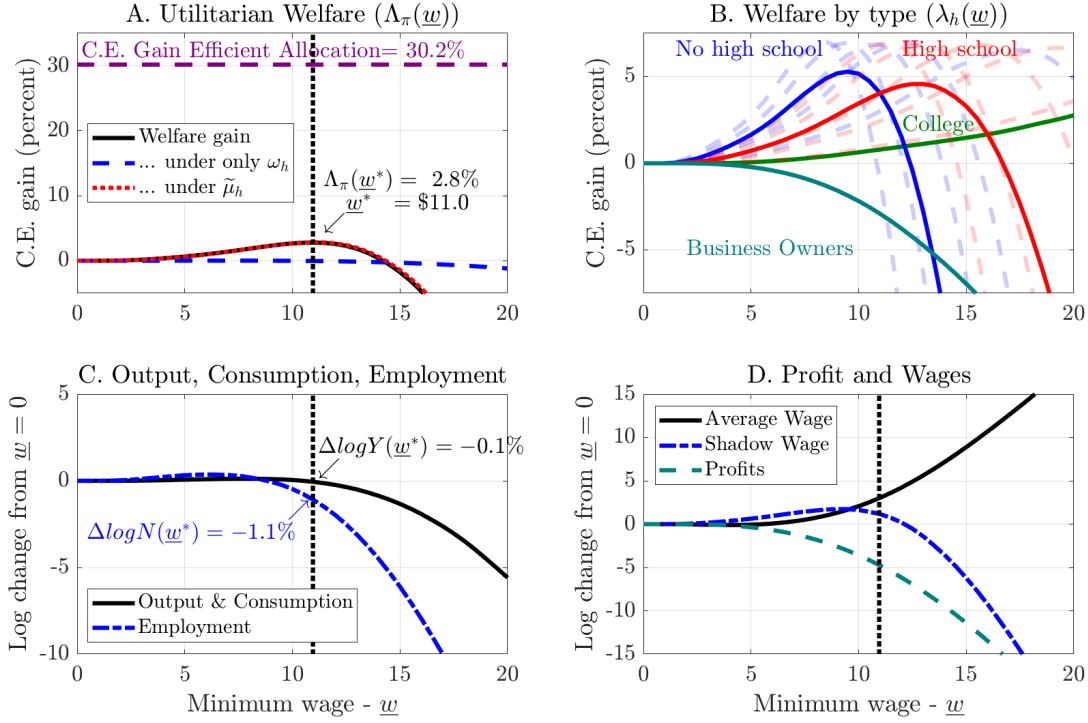 A. Utilitarian Welfare (Λ_π(w̲))
C.E. gain (percent)
C.E. Gain Efficient Allocation= 30.2%
30
20
10
0
Welfare gain
... under only ω_h
... under μ̃_h
Λ_π(w̲*) = 2.8%
w̲* = $11.0
0 5 10 15 20
B. Welfare by type (λ_h(w̲))
C.E. gain (percent)
No high school
High school
College
Business Owners
5
0
-5
0 5 10 15 20
C. Output, Consumption, Employment
Log change from w̲ = 0
5
0
-5
-10
ΔlogY(w̲*) = −0.1%
ΔlogN(w̲*) = −1.1%
Output & Consumption
Employment
0 5 10 15 20
Minimum wage - w̲
D. Profit and Wages
Log change from w̲ = 0
15
10
5
0
-5
-10
-15
Average Wage
Shadow Wage
Profits
0 5 10 15 20
Minimum wage - w̲